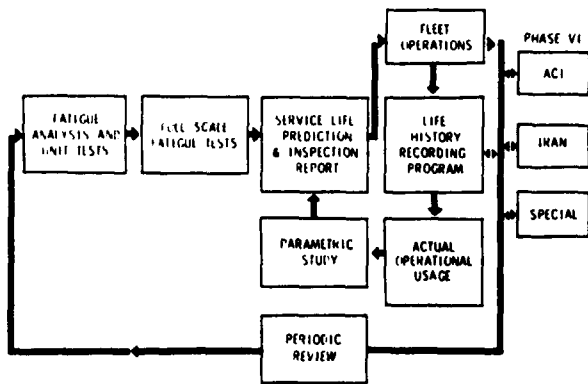 FLEET
OPERATIONS
PHASE VI
ACI
FATIGUE
ANALYSIS AND
UNIT TESTS
FULL SCALE
FATIGUE TESTS
SERVICE LIFE
PREDICTION
& INSPECTION
REPORT
LIFE
HISTORY
RECORDING
PROGRAM
IRAN
SPECIAL
PARAMETRIC
STUDY
ACTUAL
OPERATIONAL
USAGE
PERIODIC
REVIEW